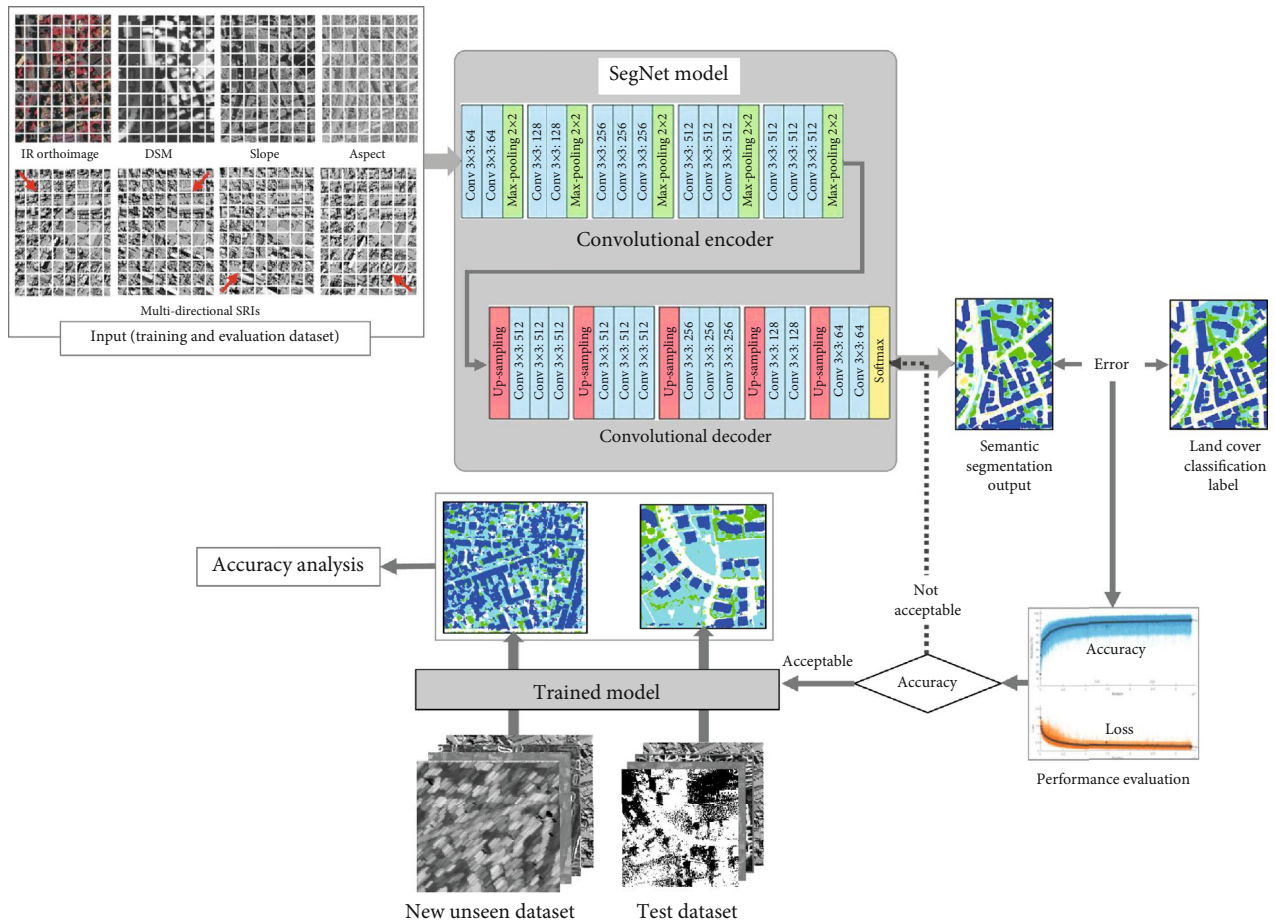 IR orthoimage
DSM
Slope
Aspect
Multi-directional SRIs
Input (training and evaluation dataset)
SegNet model
Conv 3×3: 64
Conv 3×3: 64
Max-pooling 2×2
Conv 3×3: 128
Conv 3×3: 128
Max-pooling 2×2
Conv 3×3: 256
Conv 3×3: 256
Conv 3×3: 256
Max-pooling 2×2
Conv 3×3: 512
Conv 3×3: 512
Conv 3×3: 512
Max-pooling 2×2
Conv 3×3: 512
Conv 3×3: 512
Conv 3×3: 512
Max-pooling 2×2
Convolutional encoder
Up-sampling
Conv 3×3: 512
Conv 3×3: 512
Conv 3×3: 512
Up-sampling
Conv 3×3: 512
Conv 3×3: 512
Conv 3×3: 512
Up-sampling
Conv 3×3: 256
Conv 3×3: 256
Conv 3×3: 256
Up-sampling
Conv 3×3: 128
Conv 3×3: 128
Up-sampling
Conv 3×3: 64
Conv 3×3: 64
Softmax
Convolutional decoder
Semantic
segmentation
output
Error
Land cover
classification
label
Accuracy
Loss
Performance evaluation
Accuracy
Not
acceptable
Acceptable
Trained model
Accuracy analysis
New unseen dataset
Test dataset